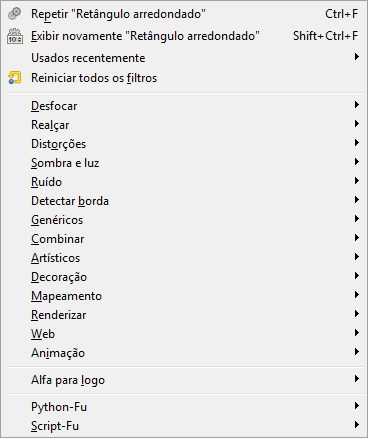 Repetir "Retângulo arredondado" Ctrl+F
Exibir novamente "Retângulo arredondado" Shift+Ctrl+F
Usados recentemente
Reiniciar todos os filtros
Desfocar
Realçar
Distorções
Sombra e luz
Ruído
Detectar borda
Genéricos
Combinar
Artísticos
Decoração
Mapeamento
Renderizar
Web
Animação
Alfa para logo
Python-Fu
Script-Fu